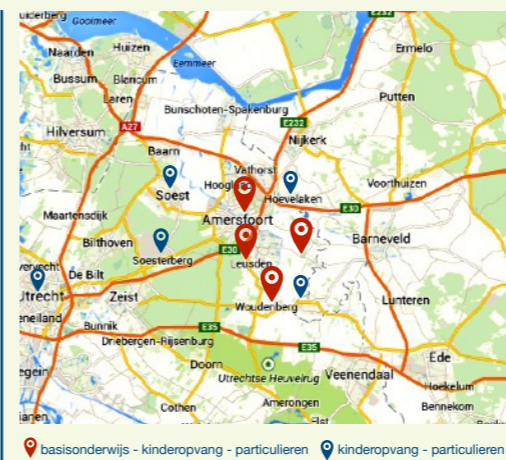 Gooimeer
Naarden
Huizen
Eemmeer
Ermelo
E232
Bussum
Blaricum
Laren
Putten
Bunschoten-Spakenburg
E232
A27
Hilversum
Nijkerk
Baarn
Vathorst
Hoogland
Voorthuizen
Soest
Hoevelaken
E30
Maartensdijk
Amersfoort
Barneveld
Bilthoven
E30
Soesterberg
Leusden
De Bilt
Utrecht
Zeist
Woudenberg
Lunteren
Bunnik
E35
Driebergen-Rijsenburg
E35
Ede
Doorn
Utrechtse Heuvelrug
Veenendaal
Hoekelum
Cothen
Amerongen
Bennekom
Elst
basisonderwijs - kinderopvang - particulieren kinderopvang - particulieren